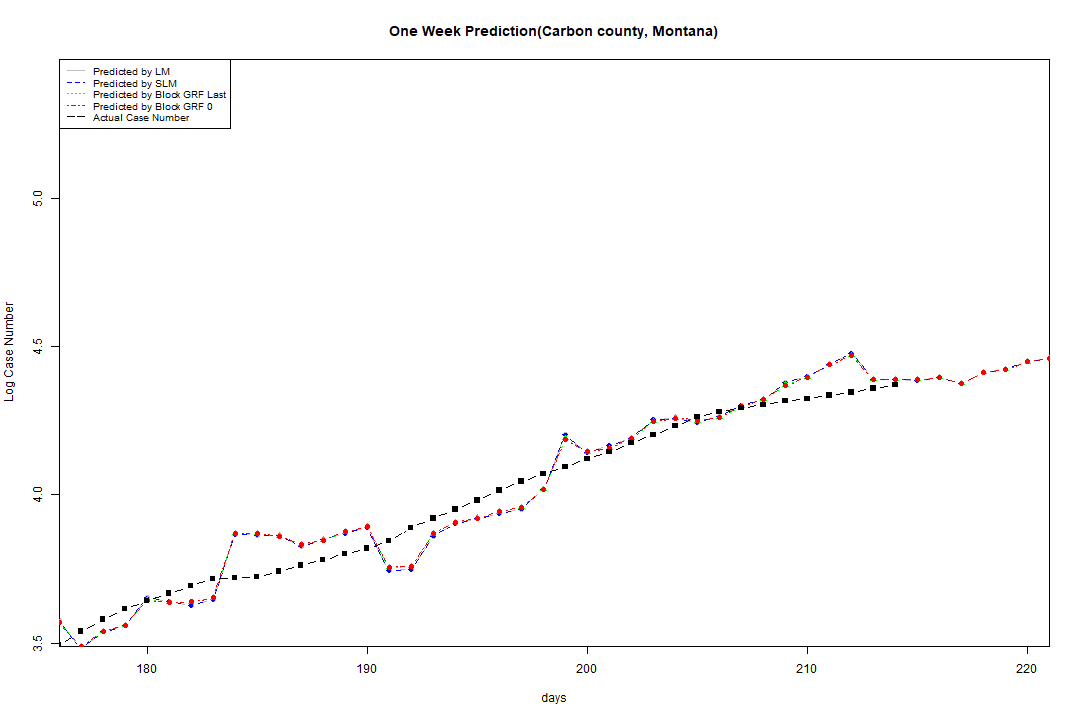 One Week Prediction(Carbon county, Montana)
Predicted by LM
Predicted by SLM
Predicted by Block GRF Last
Predicted by Block GRF 0
Actual Case Number
Log Case Number
5.0
4.5
4.0
3.5
180 190 200 210 220
days